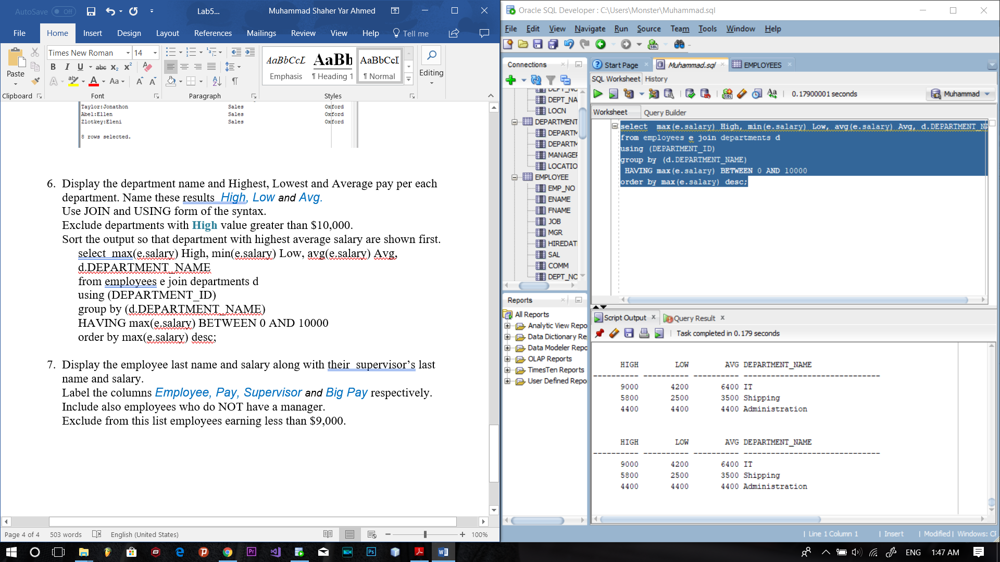 AutoSave Off Lab5... Muhammad Shaher Yar Ahmed
File Home Insert Design Layout References Mailings Review View Help Tell me
Times New Roman 14
Paste
B I U abc x₂ x²
A ab A Aa A A
AaBbCcL AaBb AaBbCcI
Emphasis ¶ Heading 1 ¶ Normal
Editing
Clipboard Font Paragraph Styles
Taylor:Jonathon Sales Oxford
Abel:Ellen Sales Oxford
Zlotkey:Eleni Sales Oxford
8 rows selected.
6. Display the department name and Highest, Lowest and Average pay per each
department. Name these results High, Low and Avg.
Use JOIN and USING form of the syntax.
Exclude departments with High value greater than $10,000.
Sort the output so that department with highest average salary are shown first.
select max(e.salary) High, min(e.salary) Low, avg(e.salary) Avg,
d.DEPARTMENT_NAME
from employees e join departments d
using (DEPARTMENT_ID)
group by (d.DEPARTMENT_NAME)
HAVING max(e.salary) BETWEEN 0 AND 10000
order by max(e.salary) desc;
7. Display the employee last name and salary along with their supervisor's last
name and salary.
Label the columns Employee, Pay, Supervisor and Big Pay respectively.
Include also employees who do NOT have a manager.
Exclude from this list employees earning less than $9,000.
Page 4 of 4 503 words English (United States) 100%
Oracle SQL Developer : C:\Users\Monster\Muhammad.sql
File Edit View Navigate Run Source Team Tools Window Help
Connections
DEPT_NO
DEPT_NA
LOCN
DEPARTMENT
DEPARTM
DEPARTM
MANAGER
LOCATIO
EMPLOYEE
EMP_NO
ENAME
FNAME
JOB
MGR
HIREDAT
SAL
COMM
DEPT_NO
Reports
All Reports
Analytic View Repo
Data Dictionary Re
Data Modeler Repo
OLAP Reports
TimesTen Reports
User Defined Repo
Start Page Muhammad.sql EMPLOYEES
SQL Worksheet History
0.17900001 seconds Muhammad
Worksheet Query Builder
select max(e.salary) High, min(e.salary) Low, avg(e.salary) Avg, d.DEPARTMENT_NA
from employees e join departments d
using (DEPARTMENT_ID)
group by (d.DEPARTMENT_NAME)
HAVING max(e.salary) BETWEEN 0 AND 10000
order by max(e.salary) desc;
Script Output Query Result
Task completed in 0.179 seconds
HIGH LOW AVG DEPARTMENT_NAME
---------- ---------- ---------- ------------------------------
9000 4200 6400 IT
5800 2500 3500 Shipping
4400 4400 4400 Administration
HIGH LOW AVG DEPARTMENT_NAME
---------- ---------- ---------- ------------------------------
9000 4200 6400 IT
5800 2500 3500 Shipping
4400 4400 4400 Administration
Line 1 Column 1 Insert Modified Windows: CR
ENG 1:47 AM